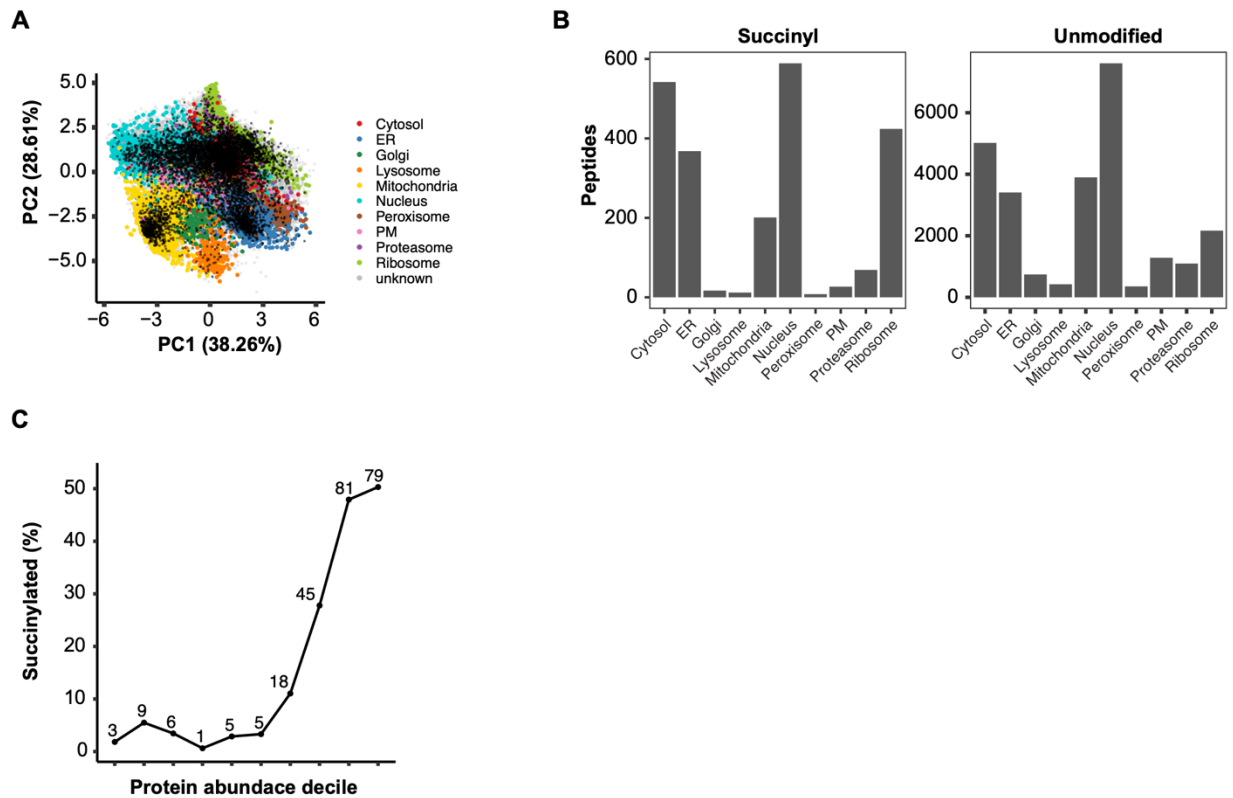 A
PC2 (28.61%)
5.0
2.5
0.0
−2.5
−5.0
−6
−3
0
3
6
PC1 (38.26%)
Cytosol
ER
Golgi
Lysosome
Mitochondria
Nucleus
Peroxisome
PM
Proteasome
Ribosome
unknown
B
Succinyl
Peptides
600
400
200
0
Cytosol
ER
Golgi
Lysosome
Mitochondria
Nucleus
Peroxisome
PM
Proteasome
Ribosome
Unmodified
6000
4000
2000
0
Cytosol
ER
Golgi
Lysosome
Mitochondria
Nucleus
Peroxisome
PM
Proteasome
Ribosome
C
Succinylated (%)
50
40
30
20
10
0
3
9
6
1
5
5
18
45
81
79
Protein abundace decile